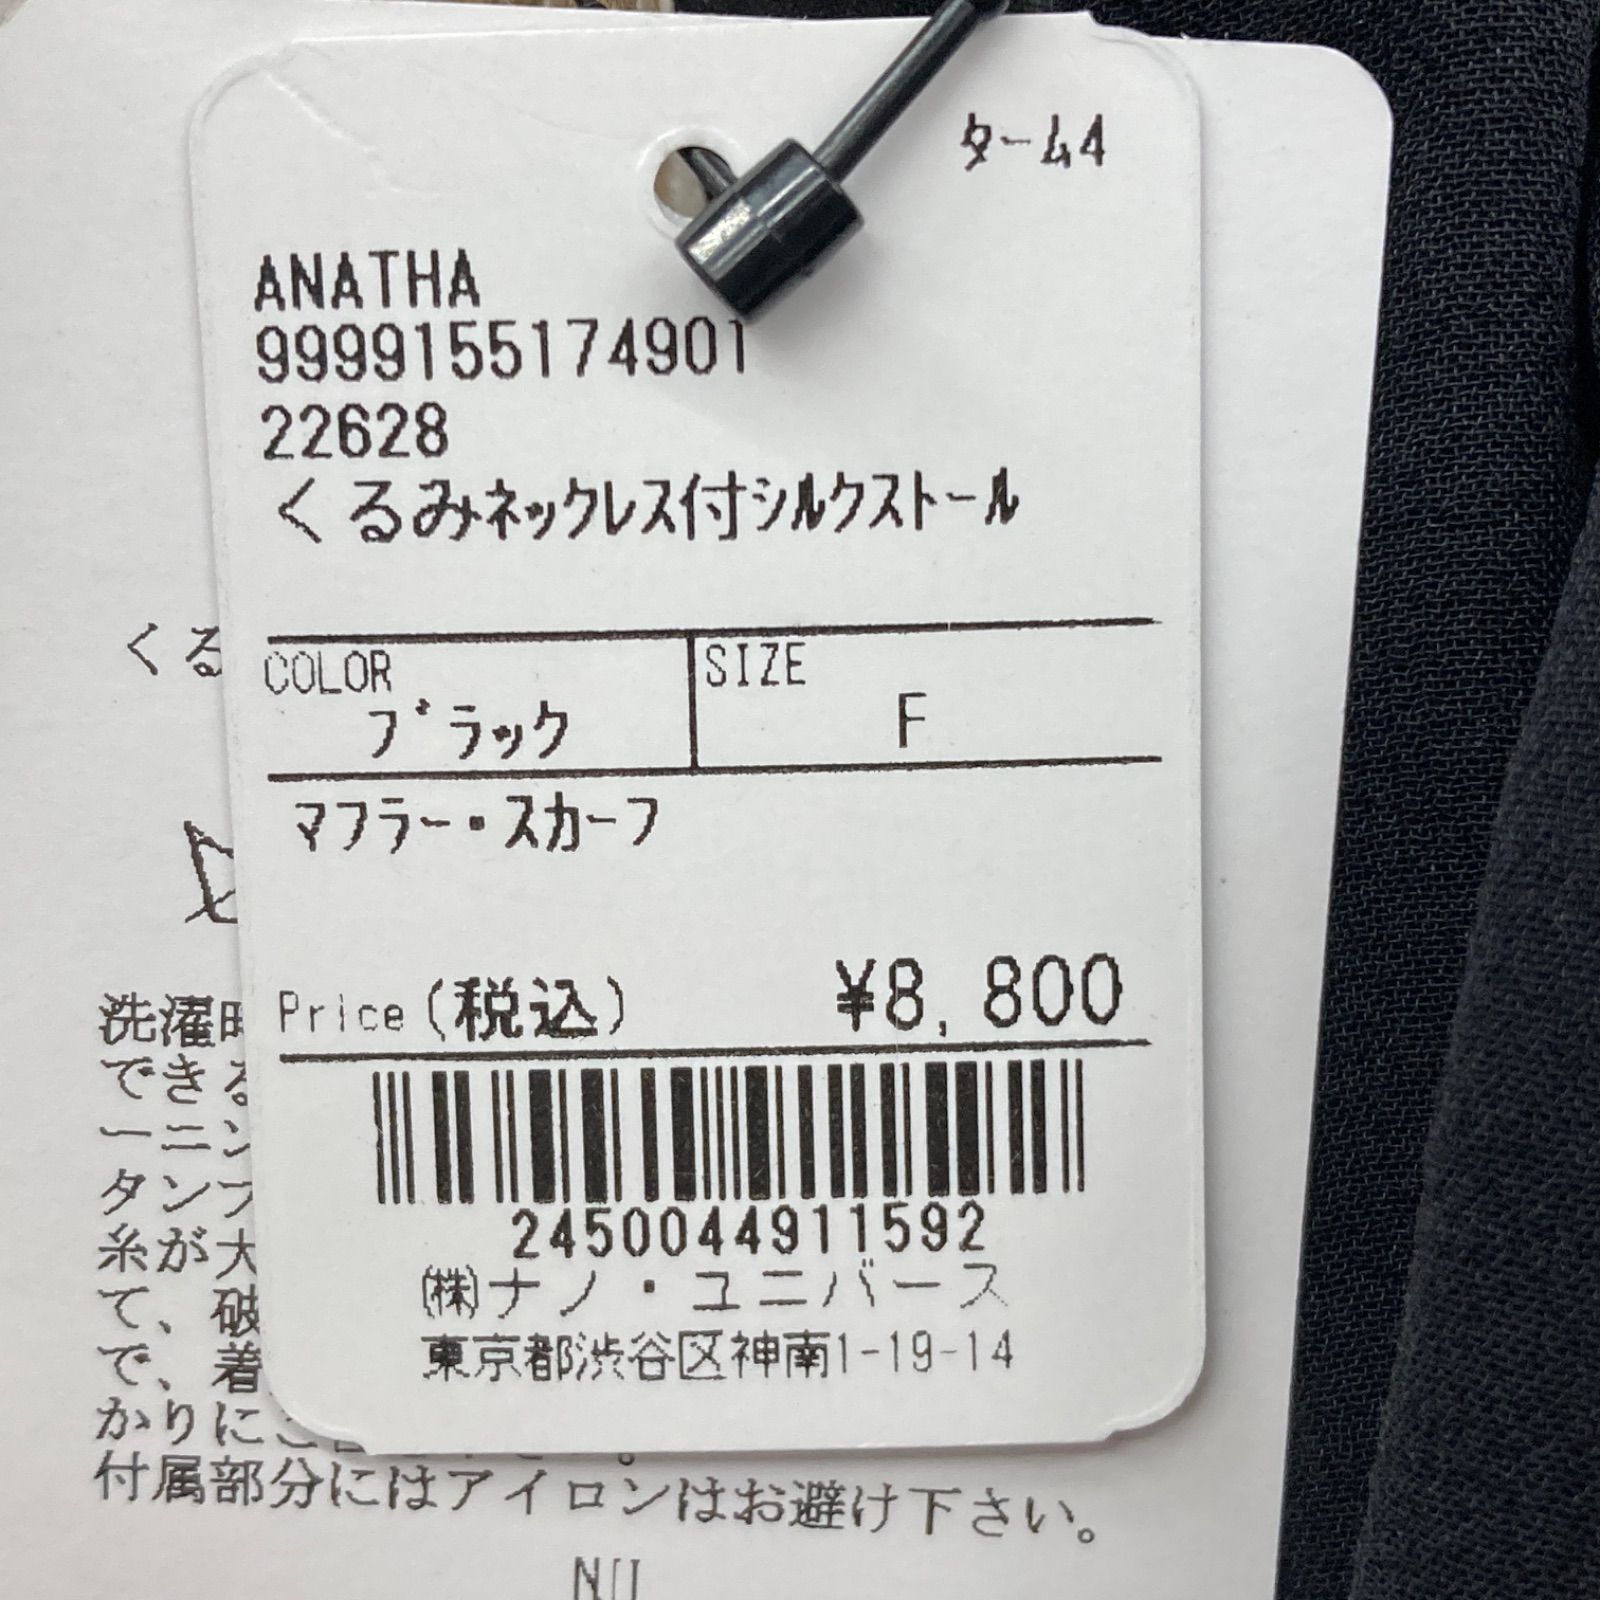 ターム4
ANATHA
9999155174901
22628
くるみネックレス付シルクストール
COLOR
ブラック
SIZE
F
マフラー・スカーフ
Price(税込) ¥8,800
2450044911592
(株)ナノ・ユニバース
東京都渋谷区神南1-19-14
くる
洗濯時
できる
ーニン
タンブ
糸が大
て、破
で、着
かりにご
付属部分にはアイロンはお避け下さい。